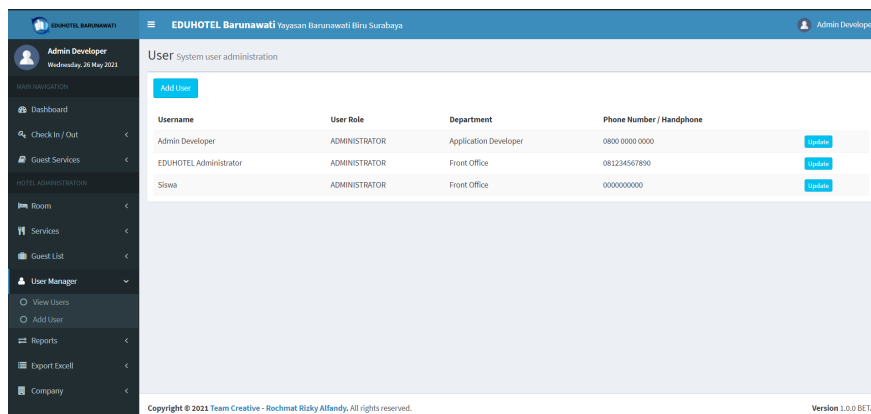 EDUHOTEL BARUNAWATI
EDUHOTEL Barunawati Yayasan Barunawati Biru Surabaya
Admin Develope
Admin Developer
Wednesday, 26 May 2021
MAIN NAVIGATION
Dashboard
Check In / Out
Guest Services
HOTEL ADMINISTRATOIN
Room
Services
Guest List
User Manager
View Users
Add User
Reports
Export Excell
Company
User System user administration
Add User
Username User Role Department Phone Number / Handphone
Admin Developer ADMINISTRATOR Application Developer 0800 0000 0000 Update
EDUHOTEL Administrator ADMINISTRATOR Front Office 081234567890 Update
Siswa ADMINISTRATOR Front Office 0000000000 Update
Copyright © 2021 Team Creative - Rochmat Rizky Alfandy. All rights reserved.
Version 1.0.0 BET